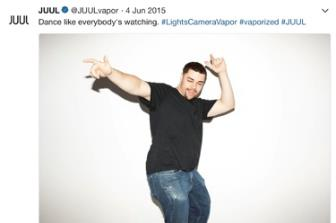 JUUL
JUUL @JUULvapor · 4 Jun 2015
Dance like everybody's watching. #LightsCameraVapor #vaporized #JUUL